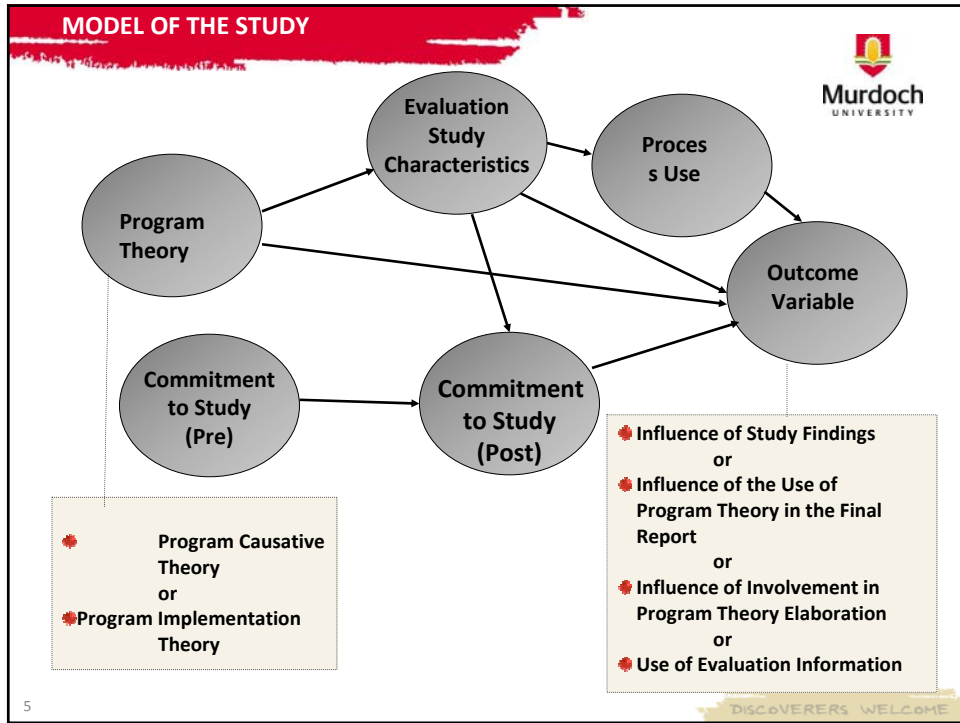 MODEL OF THE STUDY
Murdoch
UNIVERSITY
Evaluation
Study
Characteristics
Proces
s Use
Program
Theory
Outcome
Variable
Commitment
to Study
(Pre)
Commitment
to Study
(Post)
Program Causative
Theory
or
Program Implementation
Theory
Influence of Study Findings
or
Influence of the Use of
Program Theory in the Final
Report
or
Influence of Involvement in
Program Theory Elaboration
or
Use of Evaluation Information
5
DISCOVERERS WELCOME